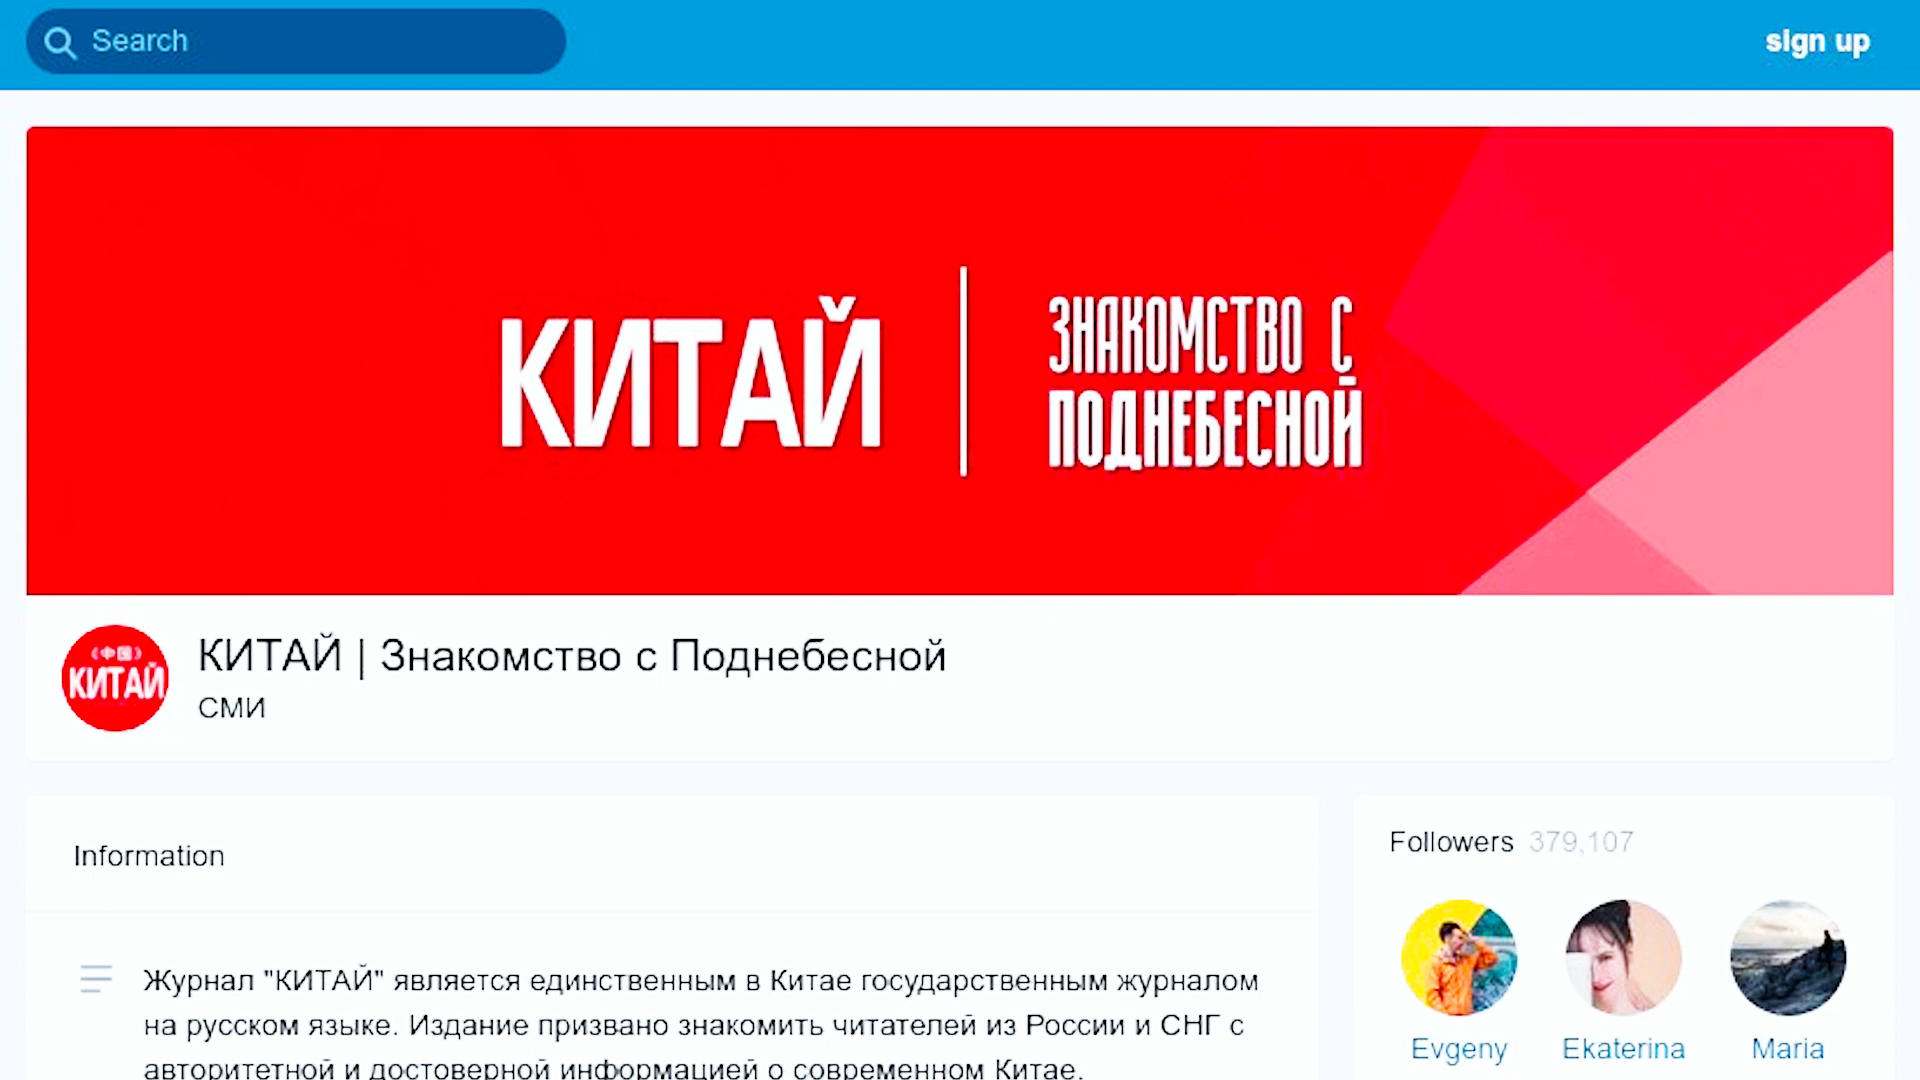 Search
sign up
КИТАЙ
ЗНАКОМСТВО С
ПОДНЕБЕСНОЙ
《中国》
КИТАЙ
КИТАЙ | Знакомство с Поднебесной
СМИ
Information
Журнал "КИТАЙ" является единственным в Китае государственным журналом
на русском языке. Издание призвано знакомить читателей из России и СНГ с
авторитетной и достоверной информацией о современном Китае.
Followers 379,107
Evgeny
Ekaterina
Maria